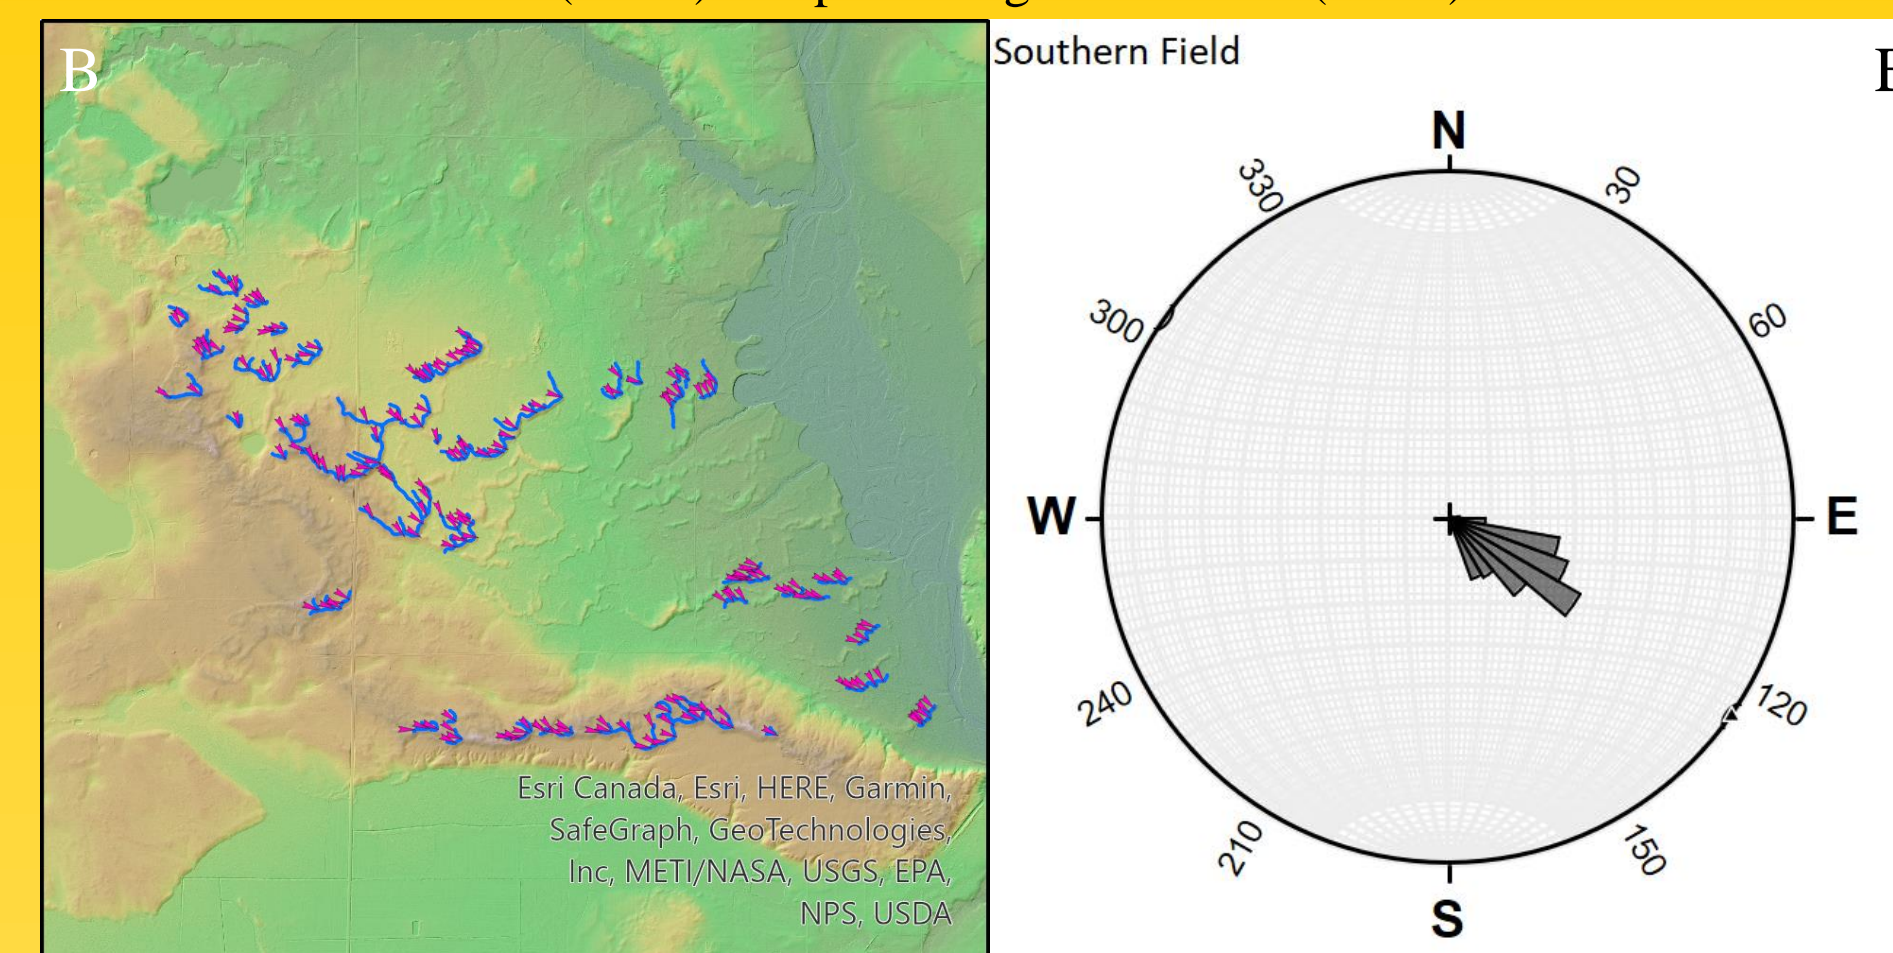 B
Southern Field
N
330
30
300
60
W
E
240
120
210
150
S
Esri Canada, Esri, HERE, Garmin,
SafeGraph, GeoTechnologies,
Inc, METI/NASA, USGS, EPA,
NPS, USDA